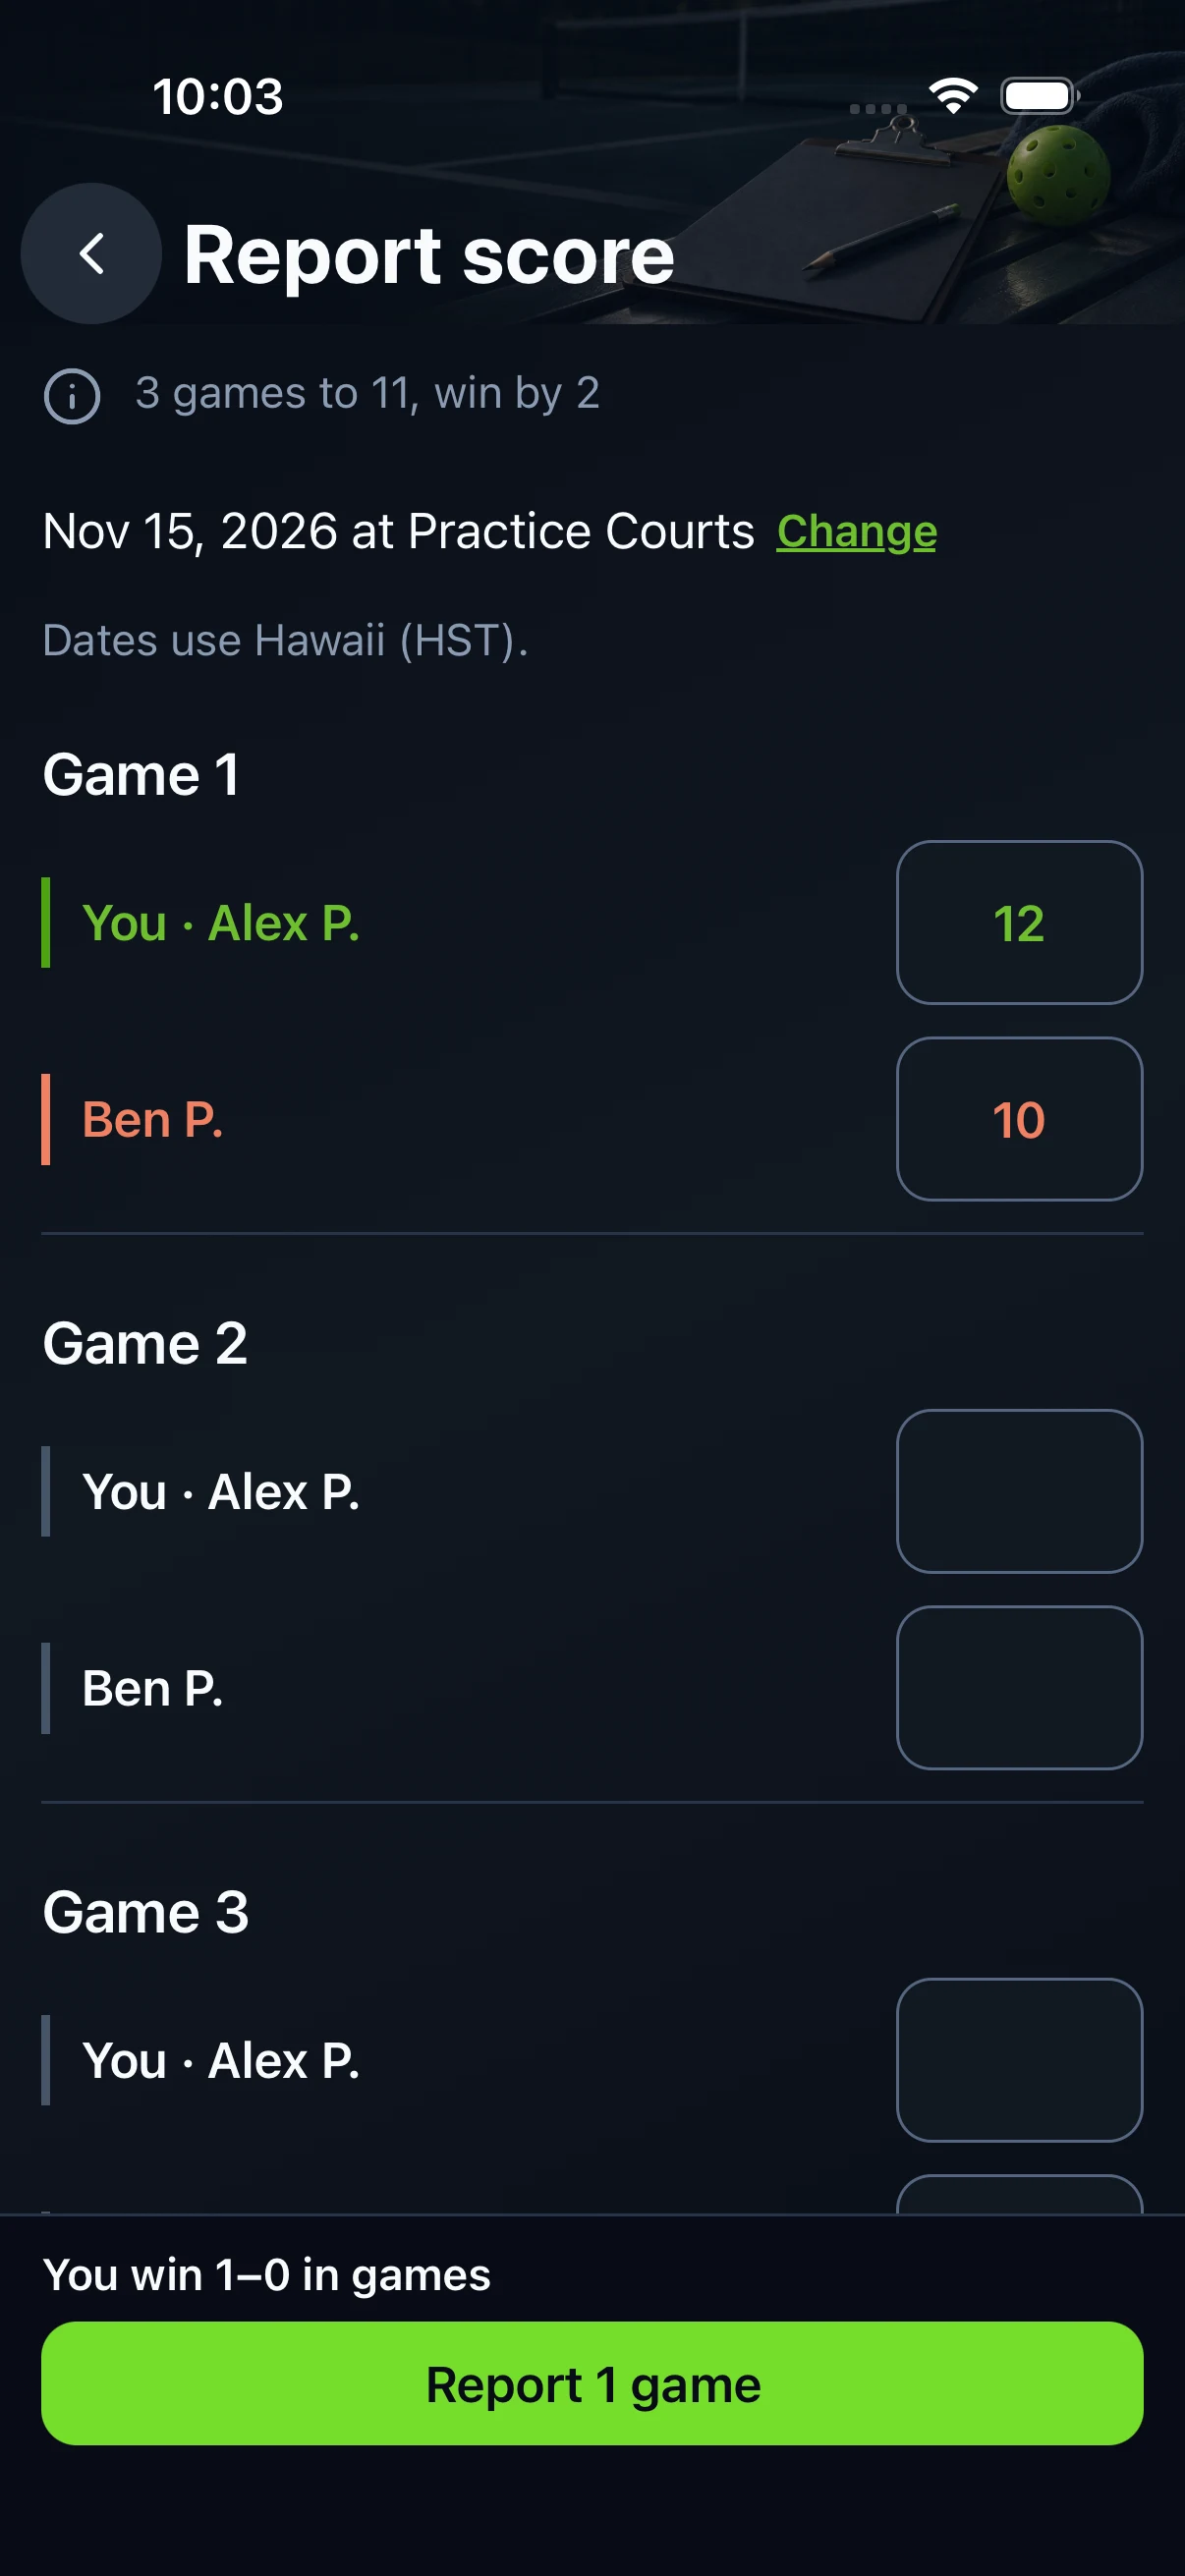 10:03
Report score
3 games to 11, win by 2
Nov 15, 2026 at Practice Courts Change
Dates use Hawaii (HST).
Game 1
You · Alex P.
12
Ben P.
10
Game 2
You · Alex P.
Ben P.
Game 3
You · Alex P.
You win 1–0 in games
Report 1 game